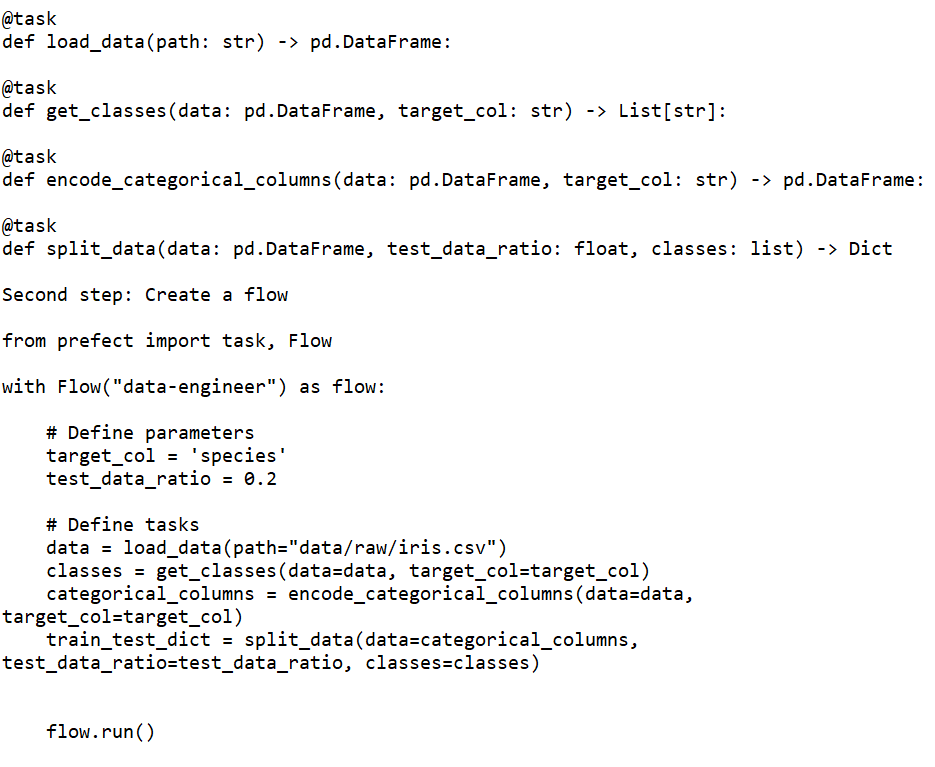 @task
def load_data(path: str) -> pd.DataFrame:
@task
def get_classes(data: pd.DataFrame, target_col: str) -> List[str]:
@task
def encode_categorical_columns(data: pd.DataFrame, target_col: str) -> pd.DataFrame:
@task
def split_data(data: pd.DataFrame, test_data_ratio: float, classes: list) -> Dict
Second step: Create a flow
from prefect import task, Flow
with Flow("data-engineer") as flow:
    # Define parameters
    target_col = 'species'
    test_data_ratio = 0.2
    # Define tasks
    data = load_data(path="data/raw/iris.csv")
    classes = get_classes(data=data, target_col=target_col)
    categorical_columns = encode_categorical_columns(data=data,
target_col=target_col)
    train_test_dict = split_data(data=categorical_columns,
test_data_ratio=test_data_ratio, classes=classes)
    flow.run()